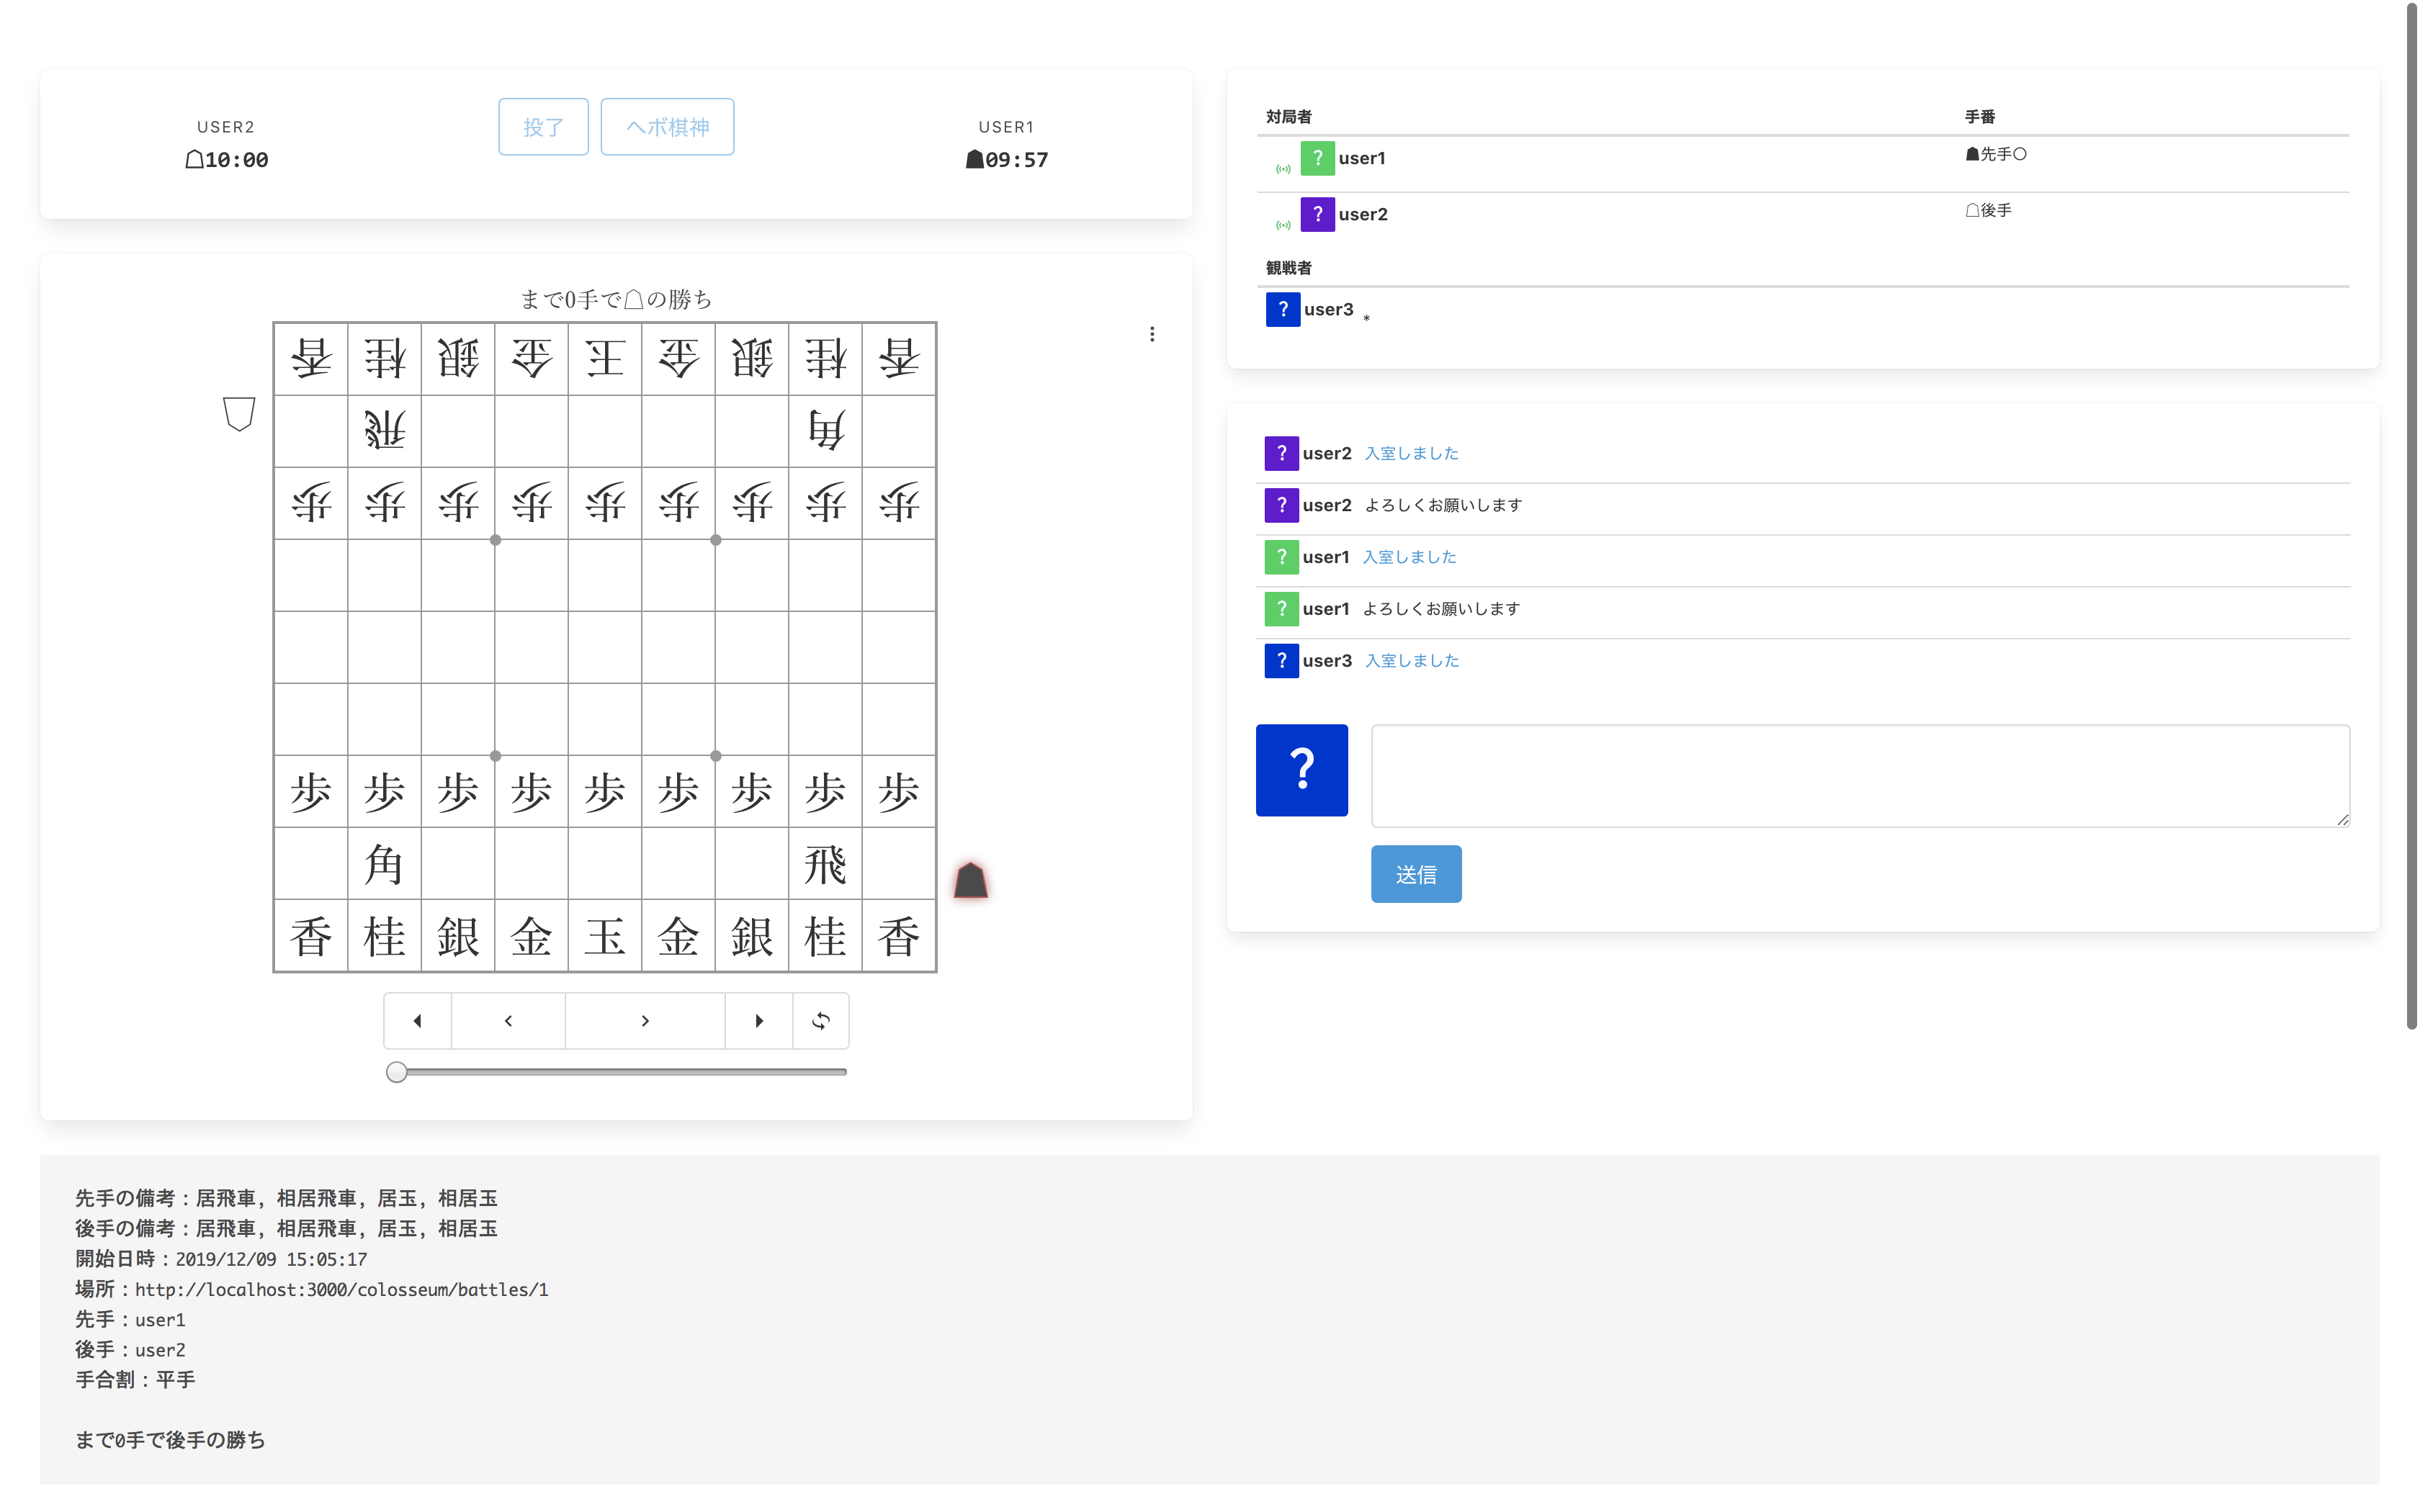 USER2
☖10:00
投了
ヘボ棋神
USER1
☗09:57
まで0手で☖の勝ち
香桂銀金王金銀桂香
飛角
歩歩歩歩歩歩歩歩歩
歩歩歩歩歩歩歩歩歩
角飛
香桂銀金玉金銀桂香
対局者 手番
? user1 ☗先手○
? user2 ☖後手
観戦者
? user3 *
? user2 入室しました
? user2 よろしくお願いします
? user1 入室しました
? user1 よろしくお願いします
? user3 入室しました
?
送信
先手の備考：居飛車, 相居飛車, 居玉, 相居玉
後手の備考：居飛車, 相居飛車, 居玉, 相居玉
開始日時：2019/12/09 15:05:17
場所：http://localhost:3000/colosseum/battles/1
先手：user1
後手：user2
手合割：平手
まで0手で後手の勝ち